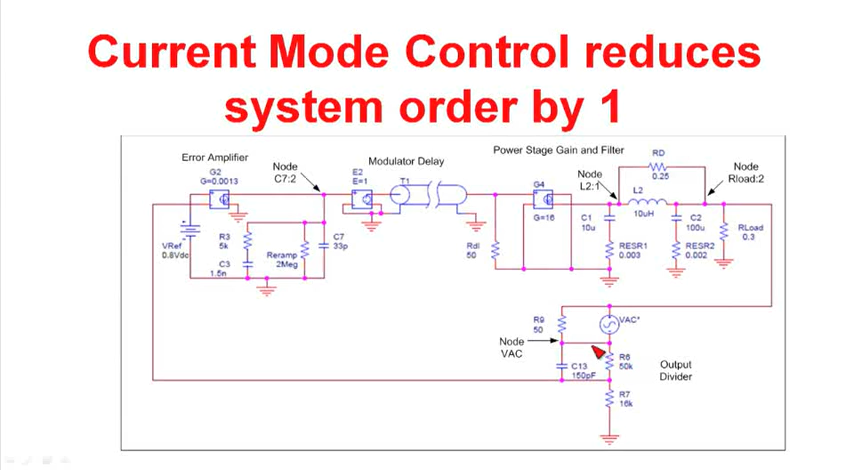 Current Mode Control reduces
system order by 1
Error Amplifier
G2
G=0.0013
Node
C7:2
E2
E=1
Modulator Delay
T1
Power Stage Gain and Filter
G4
G=16
Node
L2:1
RD
0.25
L2
10uH
Node
Rload:2
VRef
0.8Vdc
R3
5k
C3
1.5n
Reramp
2Meg
C7
33p
Rdl
50
C1
10u
RESR1
0.003
C2
100u
RESR2
0.002
RLoad
0.3
R9
50
VAC*
Node
VAC
C13
150pF
R6
50k
Output
Divider
R7
16k